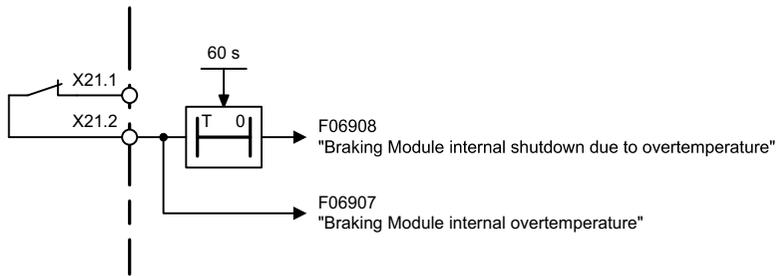 60 s
X21.1
X21.2
T 0
F06908
"Braking Module internal shutdown due to overtemperature"
F06907
"Braking Module internal overtemperature"